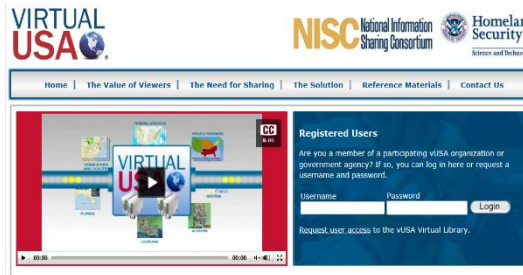 VIRTUAL
USA
NISC National Information
Sharing Consortium
Homelan
Security
Science and Techno
Home | The Value of Viewers | The Need for Sharing | The Solution | Reference Materials | Contact Us
CC
VIRTUAL
USA
FLORIDA
LOUISIANA
00:00
00:00
Registered Users
Are you a member of a participating vUSA organization or
government agency? If so, you can log in here or request a
username and password.
Username
Password
Login
Request user access to the vUSA Virtual Library.